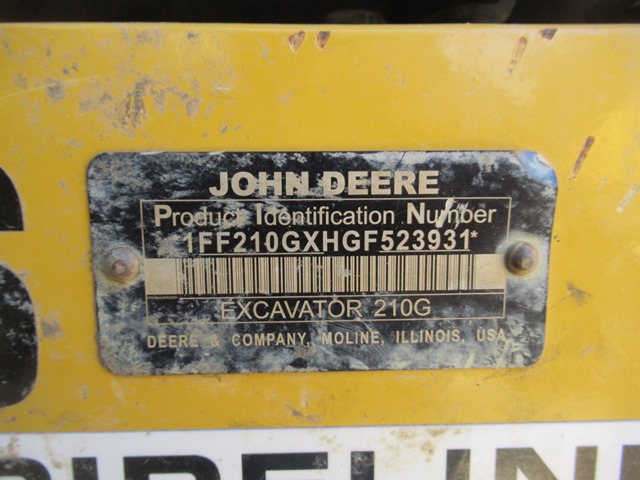 JOHN DEERE
Product Identification Number
1FF210GXHGF523931*
EXCAVATOR 210G
DEERE & COMPANY, MOLINE, ILLINOIS, USA